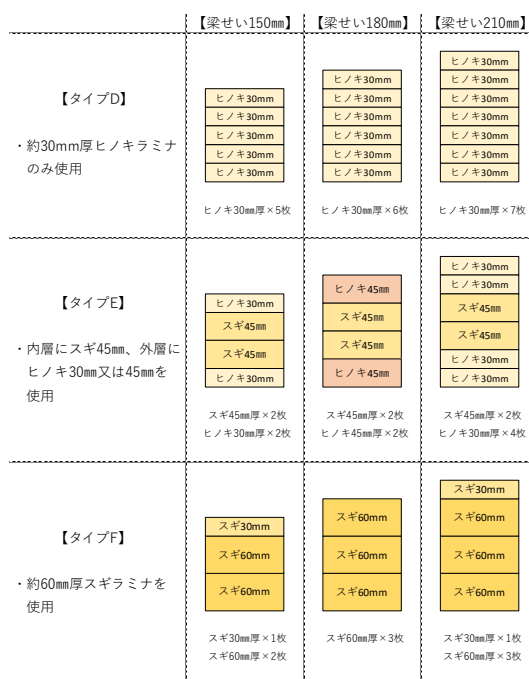 【梁せい150㎜】 【梁せい180㎜】 【梁せい210㎜】
【タイプD】
・約30mm厚ヒノキラミナ
のみ使用
ヒノキ30mm
ヒノキ30mm
ヒノキ30mm
ヒノキ30mm
ヒノキ30mm
ヒノキ30㎜厚×5枚
ヒノキ30mm
ヒノキ30mm
ヒノキ30mm
ヒノキ30mm
ヒノキ30mm
ヒノキ30mm
ヒノキ30㎜厚×6枚
ヒノキ30mm
ヒノキ30mm
ヒノキ30mm
ヒノキ30mm
ヒノキ30mm
ヒノキ30mm
ヒノキ30mm
ヒノキ30㎜厚×7枚
【タイプE】
・内層にスギ45㎜、外層に
ヒノキ30㎜又は45㎜を
使用
ヒノキ30mm
スギ45㎜
スギ45㎜
ヒノキ30mm
スギ45㎜厚×2枚
ヒノキ30㎜厚×2枚
ヒノキ45㎜
スギ45㎜
スギ45㎜
ヒノキ45㎜
スギ45㎜厚×2枚
ヒノキ45㎜厚×2枚
ヒノキ30mm
ヒノキ30mm
スギ45㎜
スギ45㎜
ヒノキ30mm
ヒノキ30mm
スギ45㎜厚×2枚
ヒノキ30㎜厚×4枚
【タイプF】
・約60㎜厚スギラミナを
使用
スギ30mm
スギ60mm
スギ60mm
スギ30㎜厚×1枚
スギ60㎜厚×2枚
スギ60mm
スギ60mm
スギ60mm
スギ60㎜厚×3枚
スギ30mm
スギ60mm
スギ60mm
スギ60mm
スギ30㎜厚×1枚
スギ60㎜厚×3枚